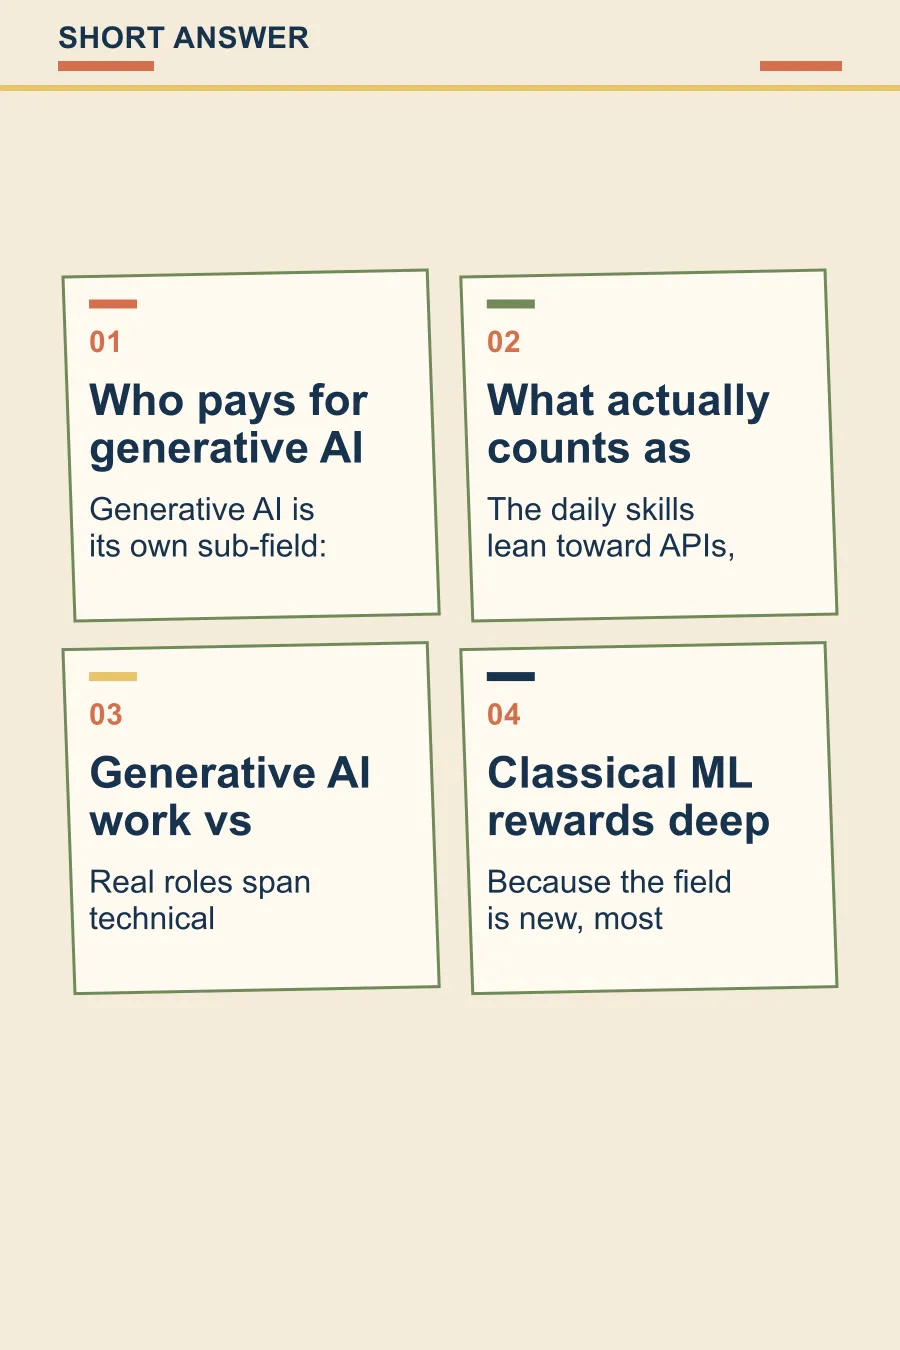 SHORT ANSWER
01
Who pays for
generative AI
Generative AI is
its own sub-field:
02
What actually
counts as
The daily skills
lean toward APIs,
03
Generative AI
work vs
Real roles span
technical
04
Classical ML
rewards deep
Because the field
is new, most